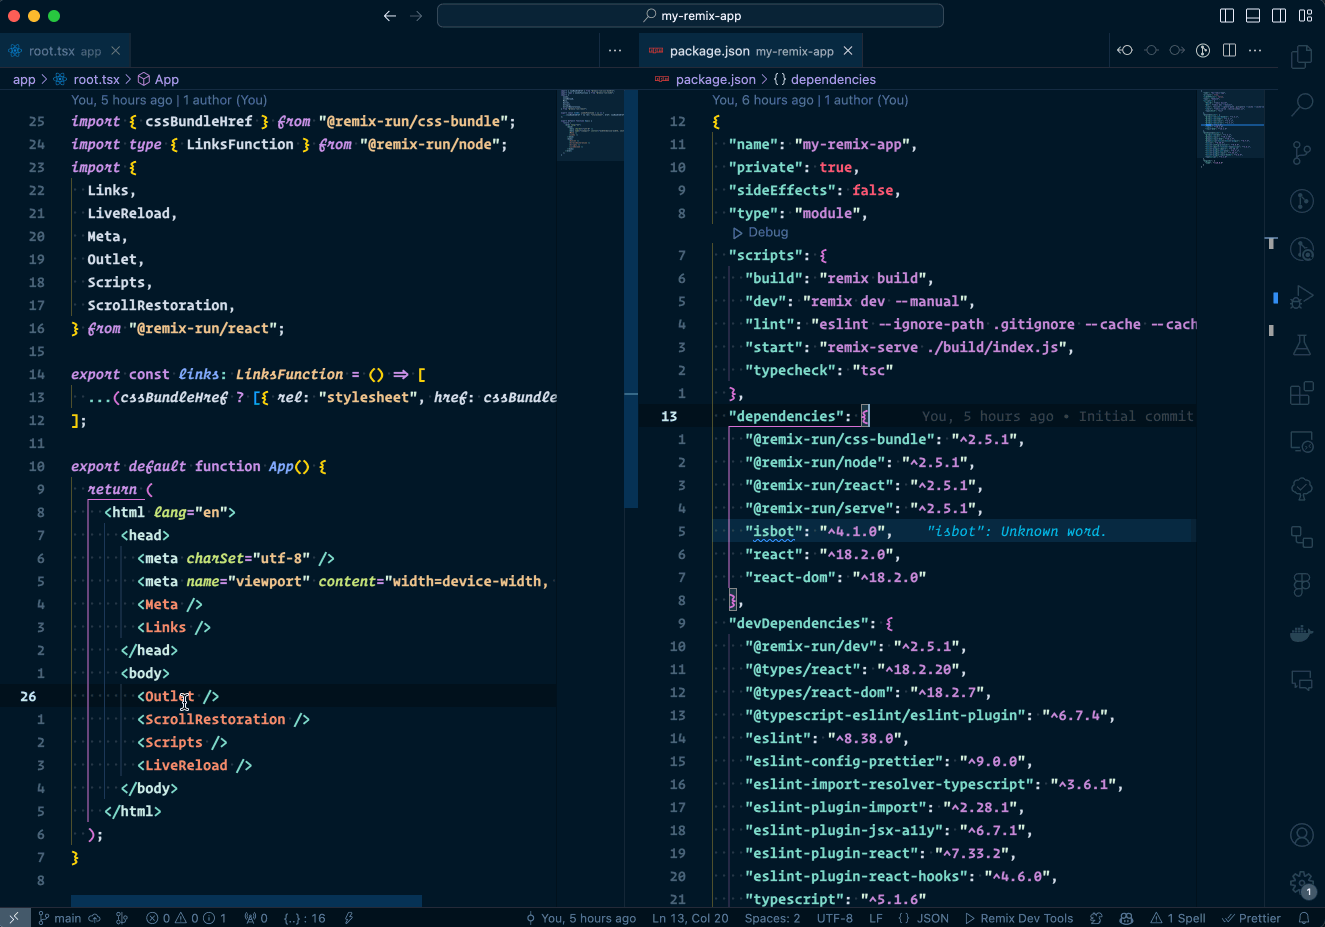 my-remix-app
root.tsx app
app > root.tsx > App
You, 5 hours ago | 1 author (You)
25 import { cssBundleHref } from "@remix-run/css-bundle";
24 import type { LinksFunction } from "@remix-run/node";
23 import {
22 Links,
21 LiveReload,
20 Meta,
19 Outlet,
18 Scripts,
17 ScrollRestoration,
16 } from "@remix-run/react";
15
14 export const links: LinksFunction = () => [
13 ...(cssBundleHref ? [{ rel: "stylesheet", href: cssBundle
12 ];
11
10 export default function App() {
9 return (
8 <html lang="en">
7 <head>
6 <meta charSet="utf-8" />
5 <meta name="viewport" content="width=device-width,
4 <Meta />
3 <Links />
2 </head>
1 <body>
26 <Outlet />
1 <ScrollRestoration />
2 <Scripts />
3 <LiveReload />
4 </body>
5 </html>
6 );
7 }
8
package.json my-remix-app
package.json > {} dependencies
You, 6 hours ago | 1 author (You)
12 {
11 "name": "my-remix-app",
10 "private": true,
9 "sideEffects": false,
8 "type": "module",
Debug
7 "scripts": {
6 "build": "remix build",
5 "dev": "remix dev --manual",
4 "lint": "eslint --ignore-path .gitignore --cache --cach
3 "start": "remix-serve ./build/index.js",
2 "typecheck": "tsc"
1 },
13 "dependencies": { You, 5 hours ago • Initial commit
1 "@remix-run/css-bundle": "^2.5.1",
2 "@remix-run/node": "^2.5.1",
3 "@remix-run/react": "^2.5.1",
4 "@remix-run/serve": "^2.5.1",
5 "isbot": "^4.1.0", "isbot": Unknown word.
6 "react": "^18.2.0",
7 "react-dom": "^18.2.0"
8 },
9 "devDependencies": {
10 "@remix-run/dev": "^2.5.1",
11 "@types/react": "^18.2.20",
12 "@types/react-dom": "^18.2.7",
13 "@typescript-eslint/eslint-plugin": "^6.7.4",
14 "eslint": "^8.38.0",
15 "eslint-config-prettier": "^9.0.0",
16 "eslint-import-resolver-typescript": "^3.6.1",
17 "eslint-plugin-import": "^2.28.1",
18 "eslint-plugin-jsx-a11y": "^6.7.1",
19 "eslint-plugin-react": "^7.33.2",
20 "eslint-plugin-react-hooks": "^4.6.0",
21 "typescript": "^5.1.6"
1
main 0 0 1 0 {..} : 16 You, 5 hours ago Ln 13, Col 20 Spaces: 2 UTF-8 LF {} JSON Remix Dev Tools 1 Spell Prettier